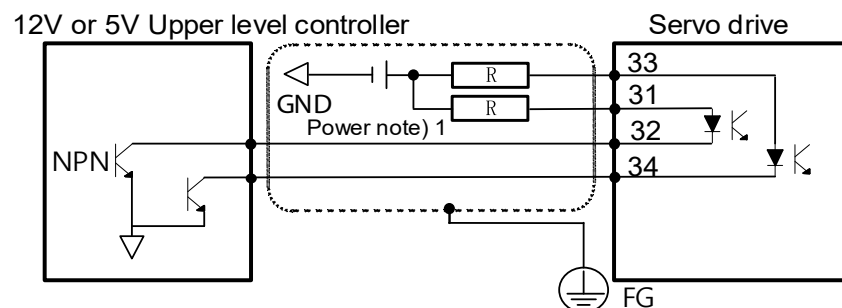 12V or 5V Upper level controller
Servo drive
R
33
GND
R
31
Power note) 1
32
NPN
34
FG